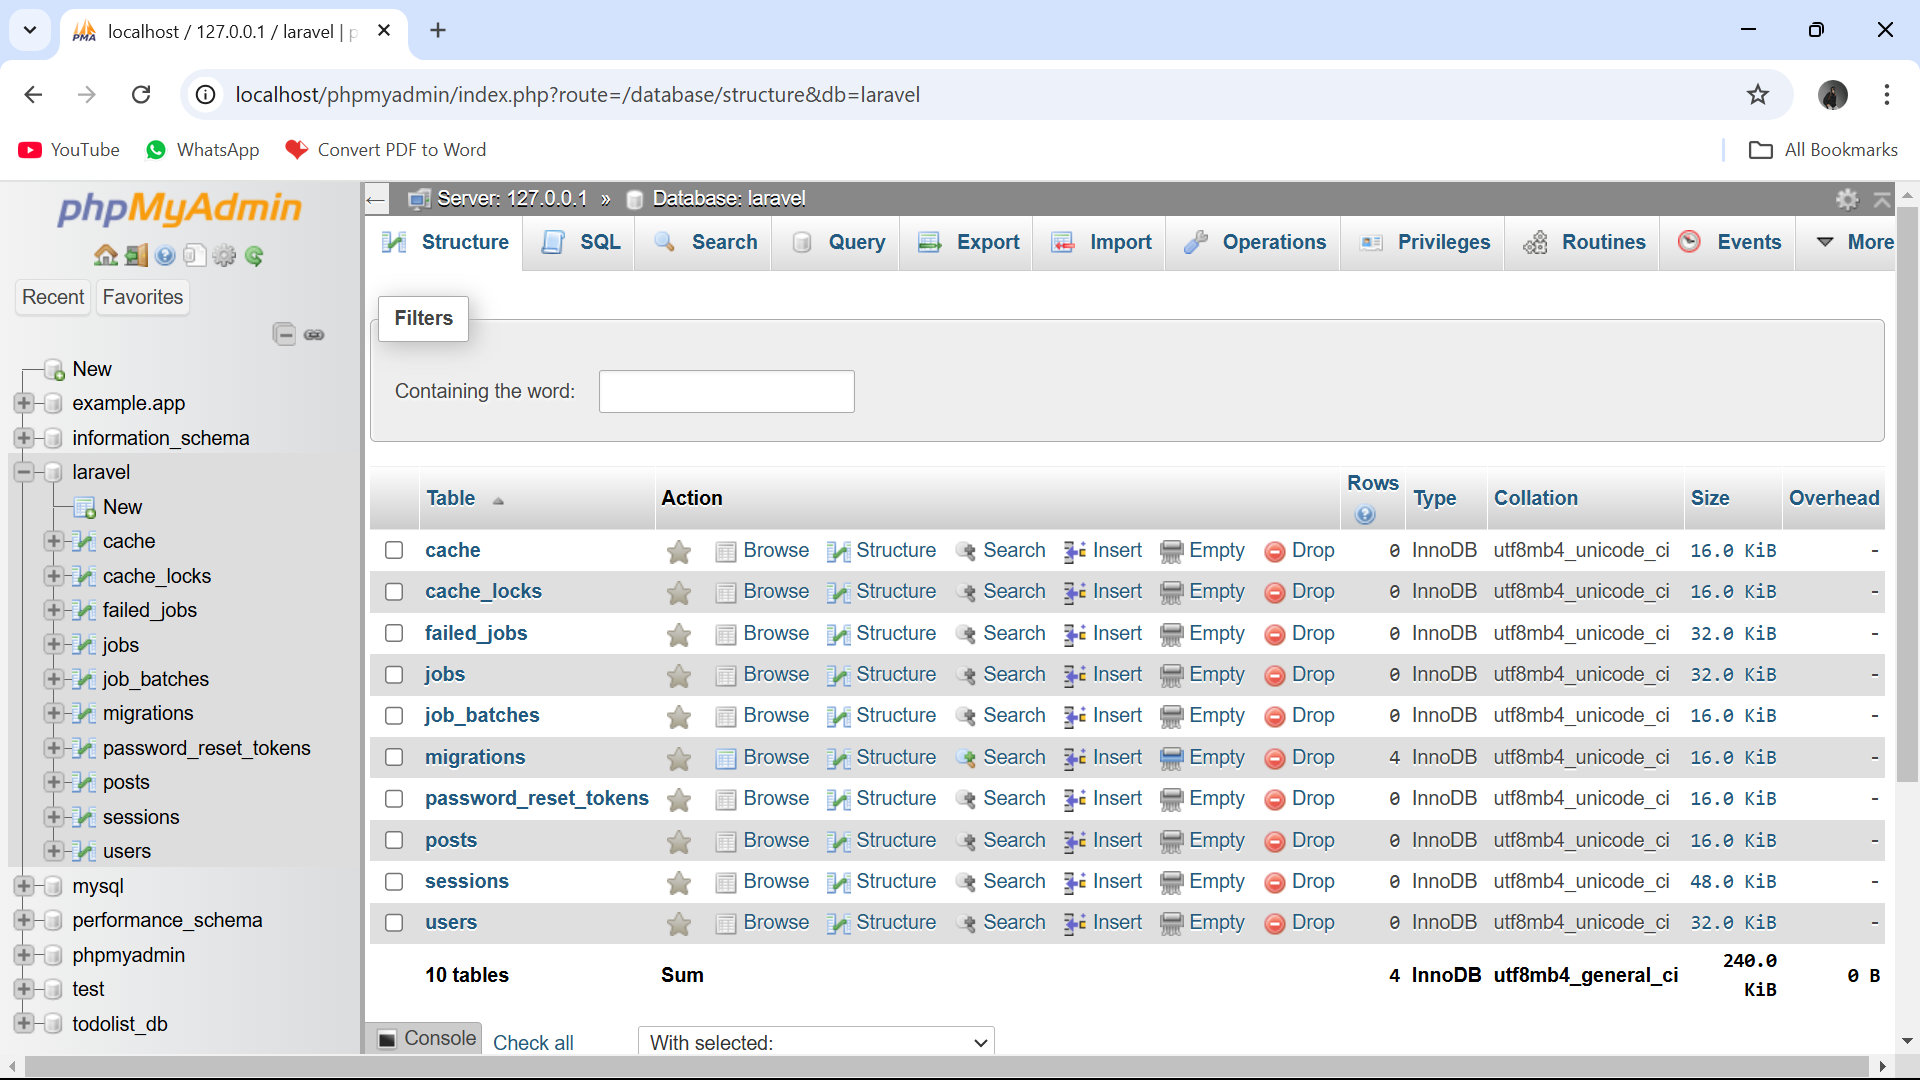 localhost / 127.0.0.1 / laravel | p
localhost/phpmyadmin/index.php?route=/database/structure&db=laravel
YouTube WhatsApp Convert PDF to Word All Bookmarks
phpMyAdmin
Recent Favorites
New
example.app
information_schema
laravel
New
cache
cache_locks
failed_jobs
jobs
job_batches
migrations
password_reset_tokens
posts
sessions
users
mysql
performance_schema
phpmyadmin
test
todolist_db
Server: 127.0.0.1 » Database: laravel
Structure SQL Search Query Export Import Operations Privileges Routines Events More
Filters
Containing the word:
Table Action Rows Type Collation Size Overhead
cache Browse Structure Search Insert Empty Drop 0 InnoDB utf8mb4_unicode_ci 16.0 KiB -
cache_locks Browse Structure Search Insert Empty Drop 0 InnoDB utf8mb4_unicode_ci 16.0 KiB -
failed_jobs Browse Structure Search Insert Empty Drop 0 InnoDB utf8mb4_unicode_ci 32.0 KiB -
jobs Browse Structure Search Insert Empty Drop 0 InnoDB utf8mb4_unicode_ci 32.0 KiB -
job_batches Browse Structure Search Insert Empty Drop 0 InnoDB utf8mb4_unicode_ci 16.0 KiB -
migrations Browse Structure Search Insert Empty Drop 4 InnoDB utf8mb4_unicode_ci 16.0 KiB -
password_reset_tokens Browse Structure Search Insert Empty Drop 0 InnoDB utf8mb4_unicode_ci 16.0 KiB -
posts Browse Structure Search Insert Empty Drop 0 InnoDB utf8mb4_unicode_ci 16.0 KiB -
sessions Browse Structure Search Insert Empty Drop 0 InnoDB utf8mb4_unicode_ci 48.0 KiB -
users Browse Structure Search Insert Empty Drop 0 InnoDB utf8mb4_unicode_ci 32.0 KiB -
10 tables Sum 4 InnoDB utf8mb4_general_ci 240.0 KiB 0 B
Console Check all With selected: